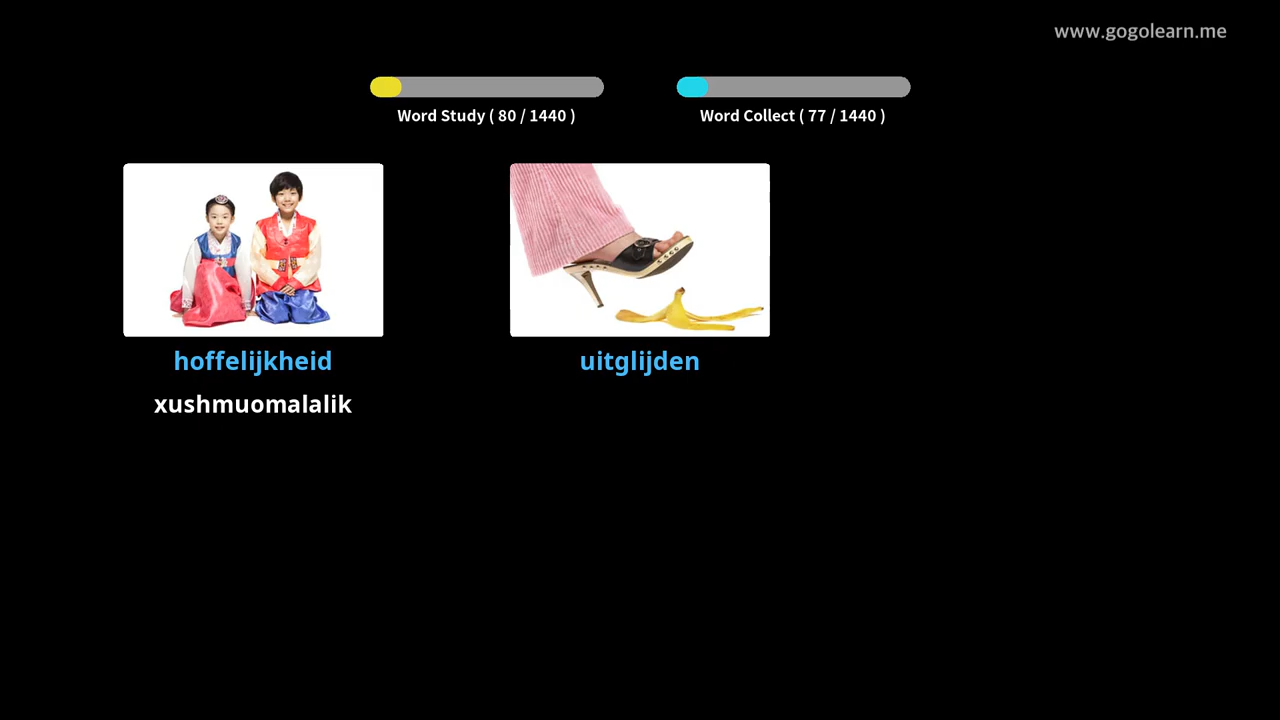 www.gogolearn.me
Word Study ( 80 / 1440 )
Word Collect ( 77 / 1440 )
hoffelijkheid
uitglijden
xushmuomalalik